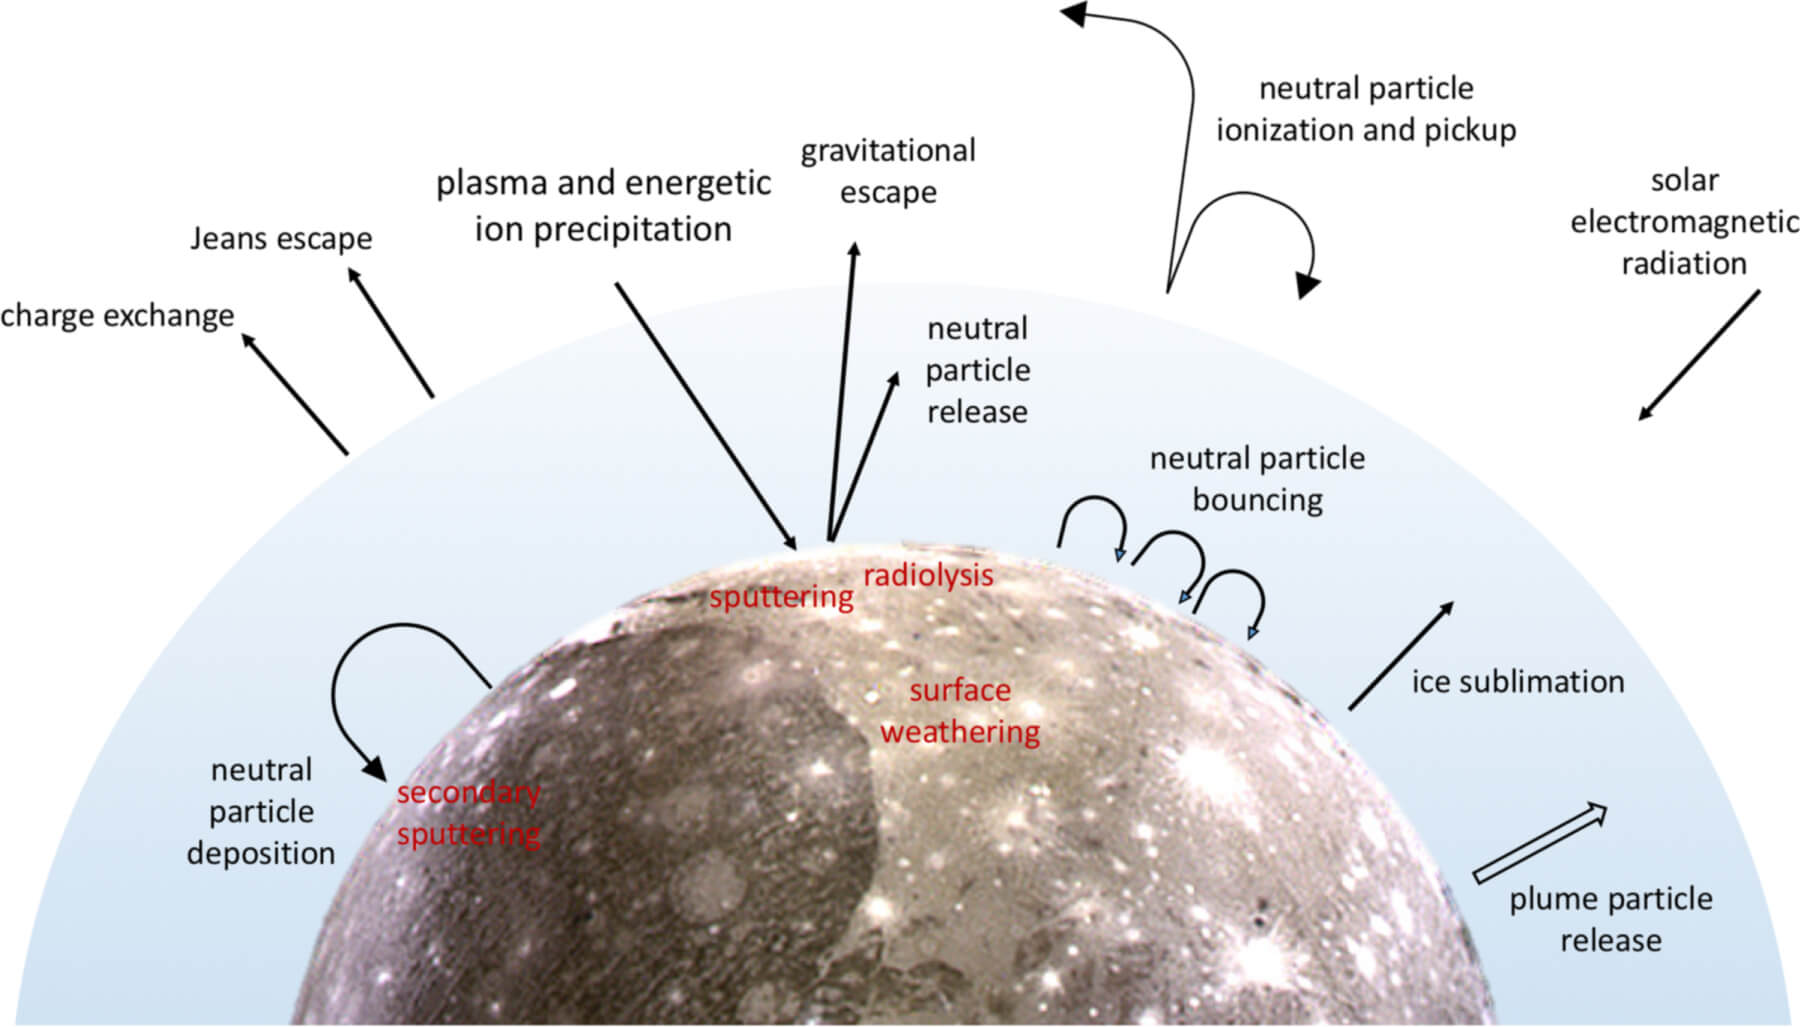 neutral particle
ionization and pickup
gravitational
escape
plasma and energetic
ion precipitation
solar
electromagnetic
radiation
Jeans escape
charge exchange
neutral
particle
release
neutral particle
bouncing
radiolysis
sputtering
surface
weathering
ice sublimation
neutral
particle
deposition
secondary
sputtering
plume particle
release